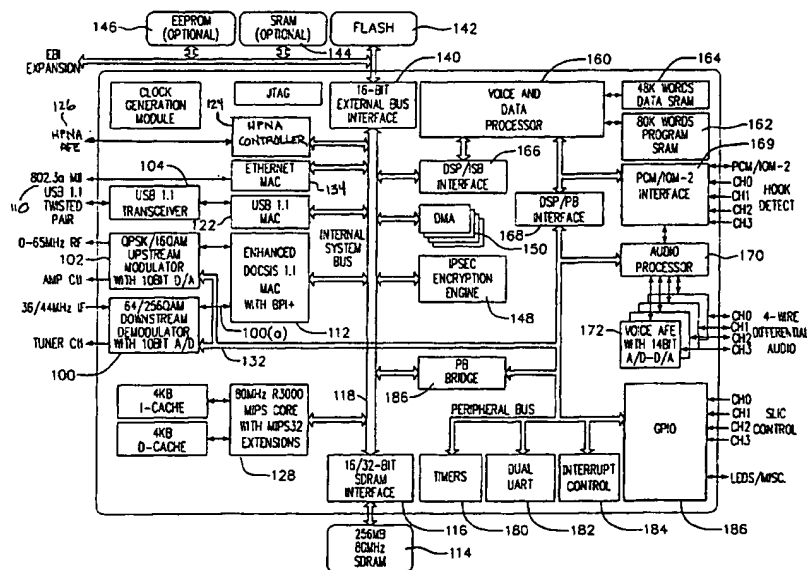 146
EEPROM
(OPTIONAL)
SRAM
(OPTIONAL)
144
FLASH
142
EBI
EXPANSION
140
160
164
CLOCK
GENERATION
MODULE
JTAG
16-BIT
EXTERNAL BUS
INTERFACE
VOICE AND
DATA
PROCESSOR
48K WORDS
DATA SRAM
80K WORDS
PROGRAM
SRAM
162
126
HPNA
AFE
124
HPNA
CONTROLLER
169
802.3a MII
104
ETHERNET
MAC
134
DSP/ISB
INTERFACE
166
PCM/IOM-2
INTERFACE
PCM/IOM-2
CH0
CH1
CH2
CH3
HOOK
DETECT
110
USB 1.1
TWISTED
PAIR
USB 1.1
TRANSCEIVER
USB 1.1
MAC
122
INTERNAL
SYSTEM
BUS
DMA
150
DSP/PB
INTERFACE
168
0-65MHz RF
102
AMP Ctl
QPSK/16QAM
UPSTREAM
MODULATOR
WITH 10BIT D/A
ENHANCED
DOCSIS 1.1
MAC
WITH BPI+
IPSEC
ENCRYPTION
ENGINE
148
AUDIO
PROCESSOR
170
36/44MHz IF
TUNER Ctl
64/256QAM
DOWNSTREAM
DEMODULATOR
WITH 10BIT A/D
100
100(a)
112
132
172
VOICE AFE
WITH 14BIT
A/D-D/A
CH0
CH1
CH2
CH3
4-WIRE
DIFFERENTIAL
AUDIO
118
PB
BRIDGE
186
4KB
I-CACHE
4KB
D-CACHE
80MHz R3000
MIPS CORE
WITH MIPS32
EXTENSIONS
128
PERIPHERAL BUS
GPIO
CH0
CH1
CH2
CH3
SLIC
CONTROL
LEDS/MISC.
16/32-BIT
SDRAM
INTERFACE
TIMERS
DUAL
UART
INTERRUPT
CONTROL
116
180
182
184
186
256MB
80MHz
SDRAM
114